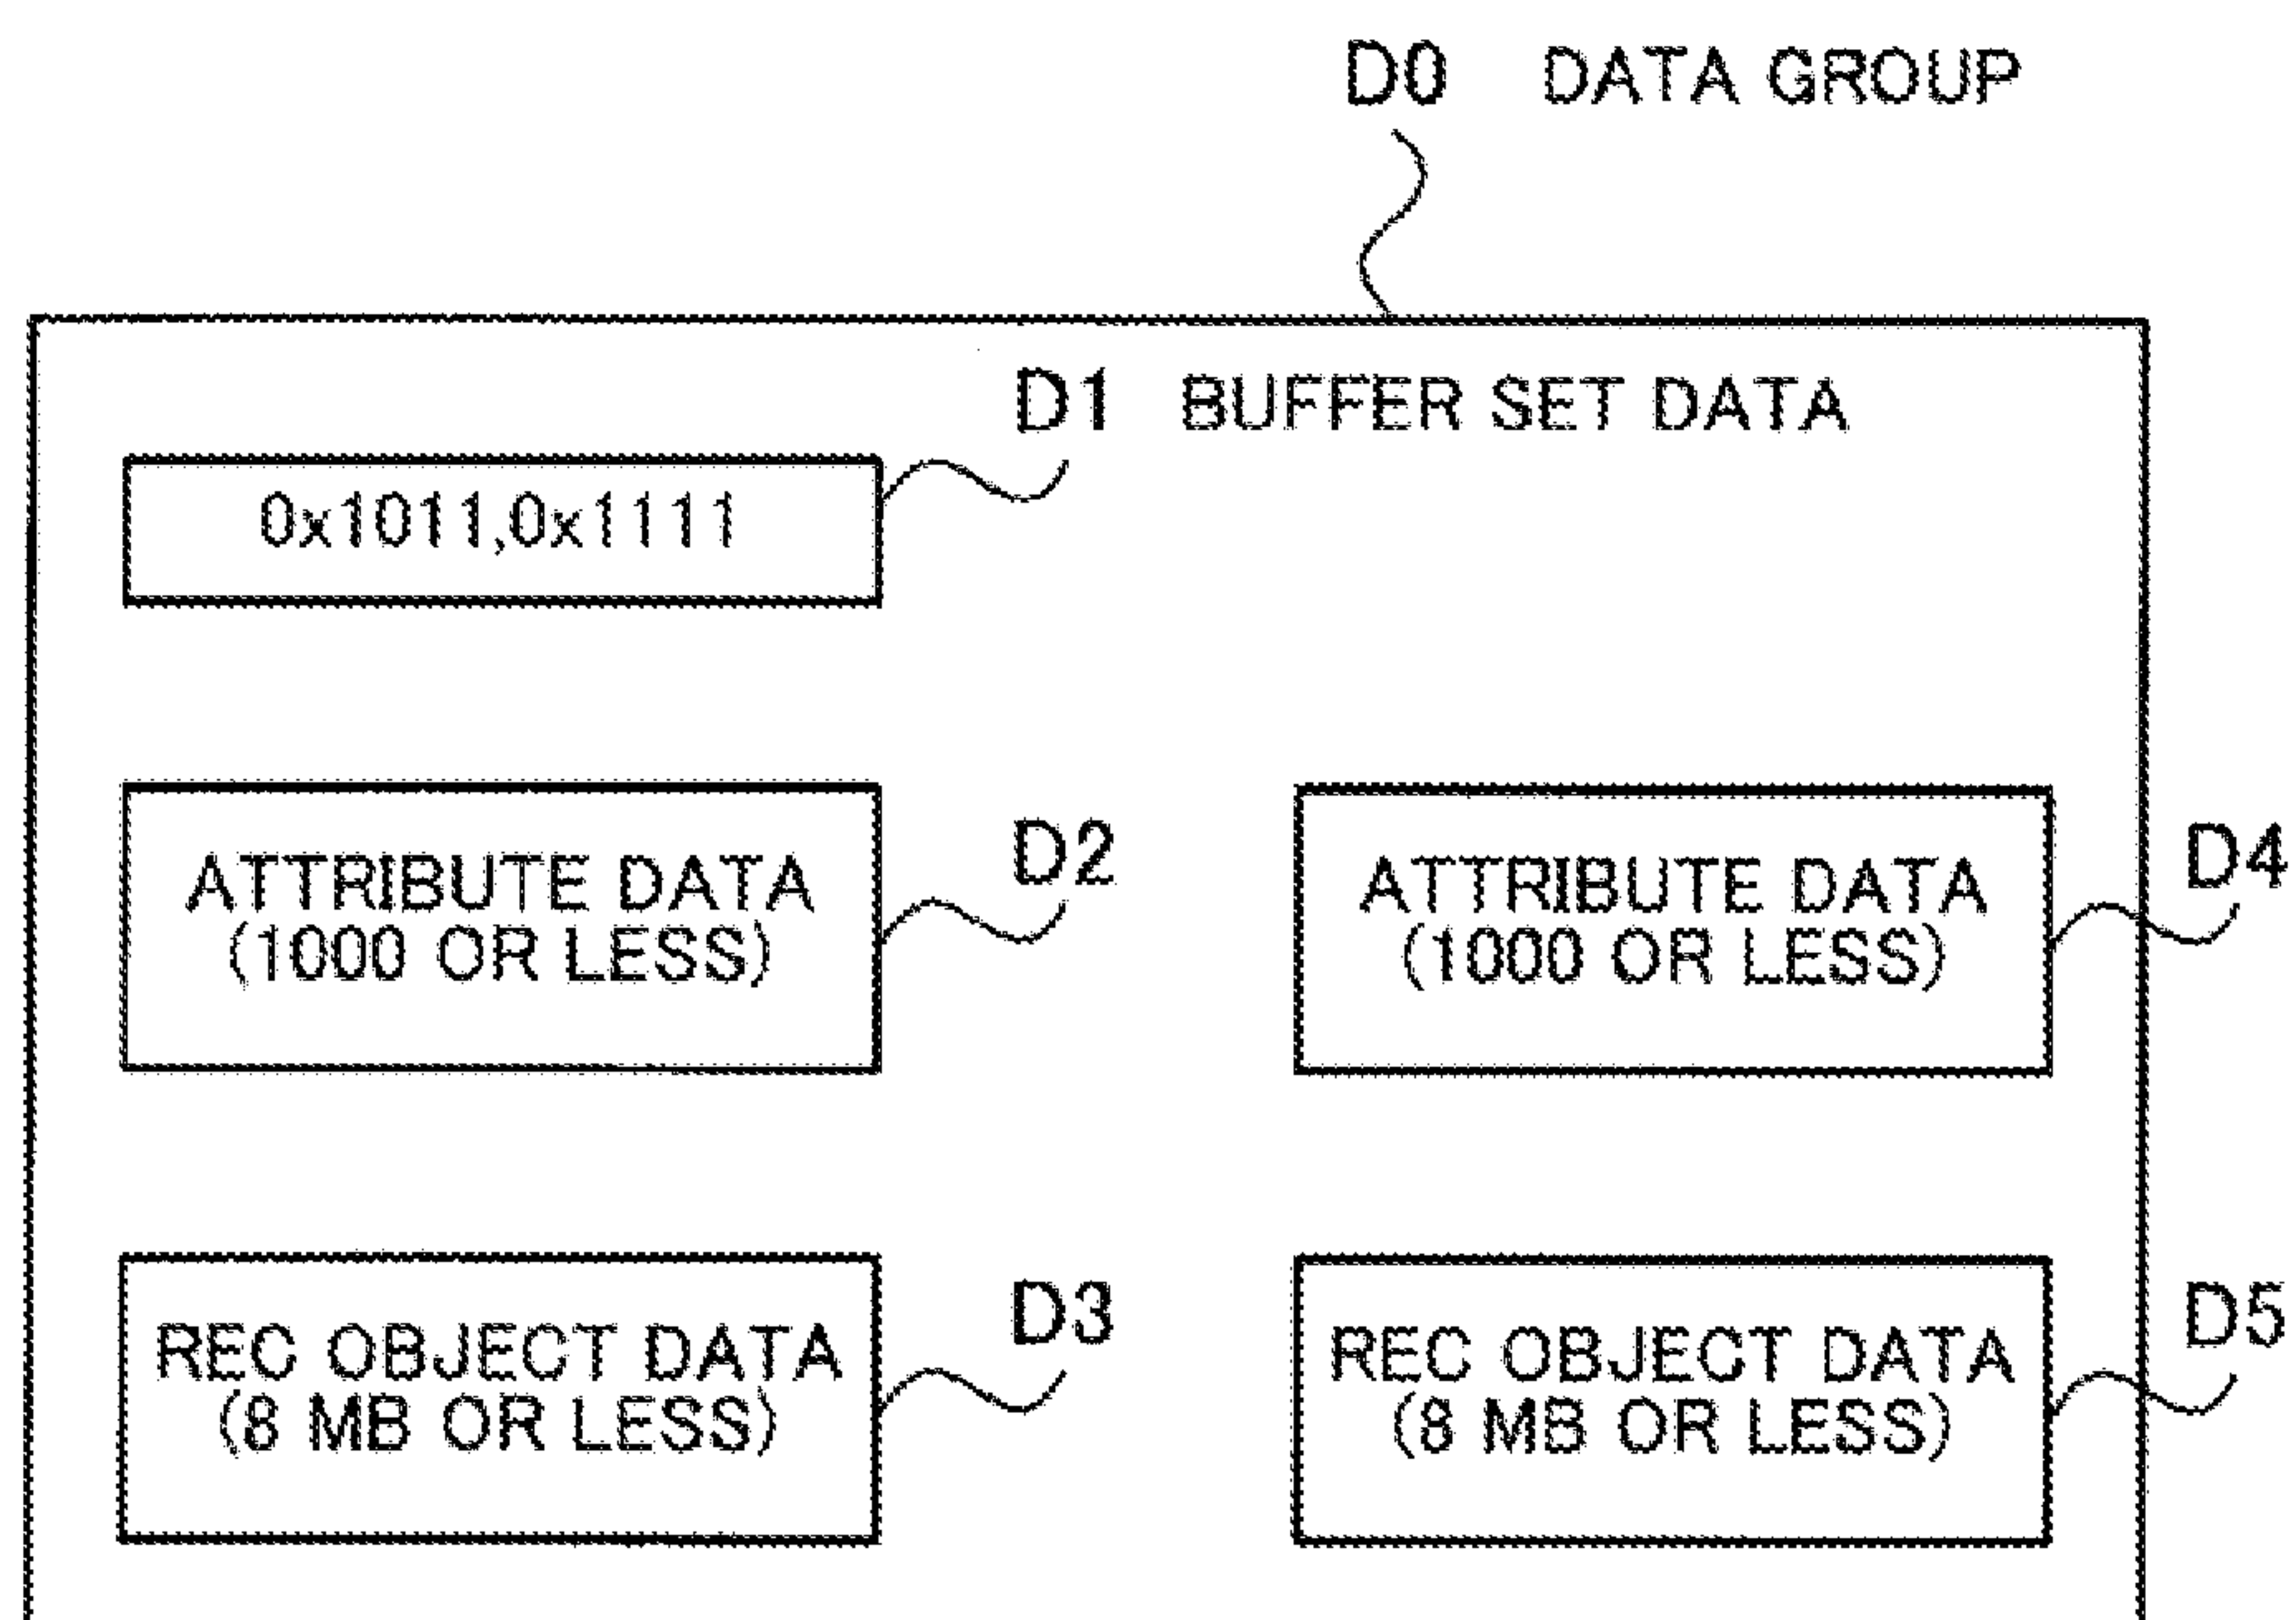 D0 DATA GROUP
D1 BUFFER SET DATA
0x1011,0x1111
ATTRIBUTE DATA
(1000 OR LESS)
D2
ATTRIBUTE DATA
(1000 OR LESS)
D4
REC OBJECT DATA
(8 MB OR LESS)
D3
REC OBJECT DATA
(8 MB OR LESS)
D5